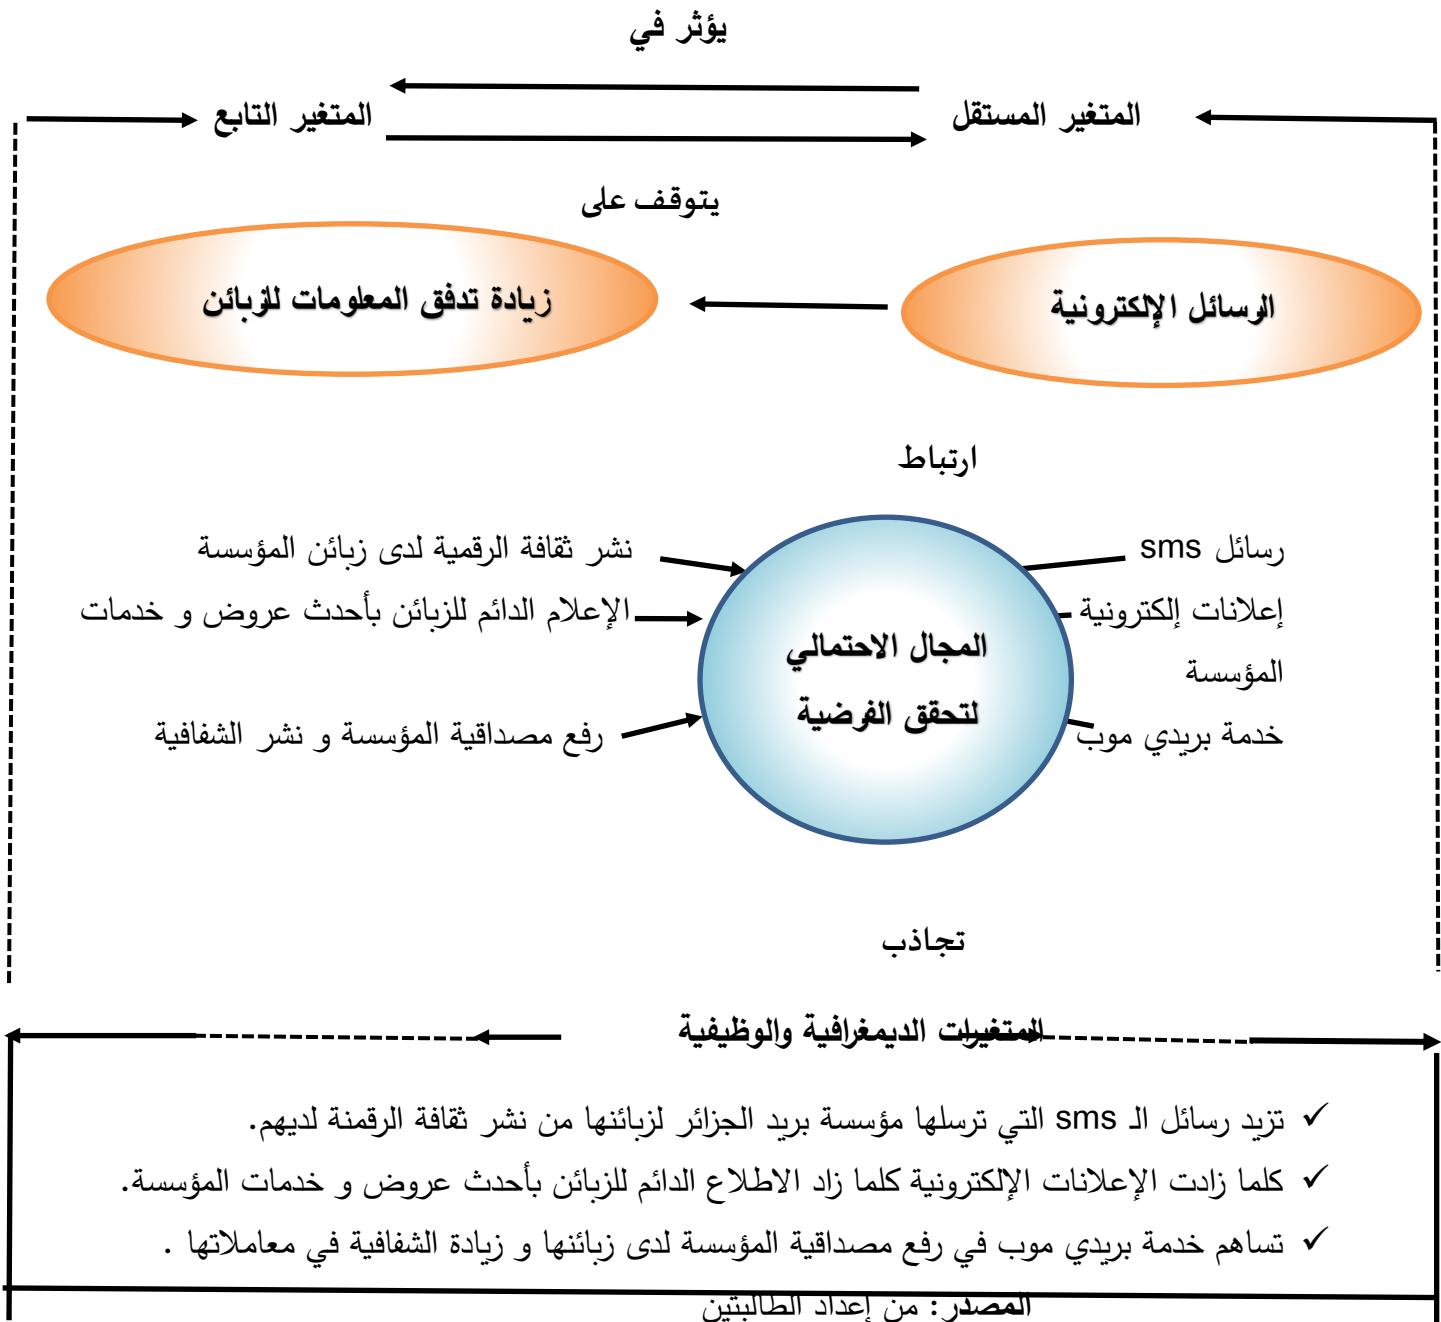 يؤثر في
المتغير المستقل
المتغير التابع
يتوقف على
الرسائل الإلكترونية
زيادة تدفق المعلومات للزبائن
ارتباط
رسائل sms
نشر ثقافة الرقمية لدى زبائن المؤسسة
إعلانات إلكترونية
الإعلام الدائم للزبائن بأحدث عروض و خدمات
المؤسسة
المجال الاحتمالي
لتحقق الفرضية
خدمة بريدي موب
رفع مصداقية المؤسسة و نشر الشفافية
تجاذب
المتغيرات الديمغرافية والوظيفية
✓ تزيد رسائل الـ sms التي ترسلها مؤسسة بريد الجزائر لزبائنها من نشر ثقافة الرقمنة لديهم.
✓ كلما زادت الإعلانات الإلكترونية كلما زاد الاطلاع الدائم للزبائن بأحدث عروض و خدمات المؤسسة.
✓ تساهم خدمة بريدي موب في رفع مصداقية المؤسسة لدى زبائنها و زيادة الشفافية في معاملاتها .
المصدر: من إعداد الطالبتين